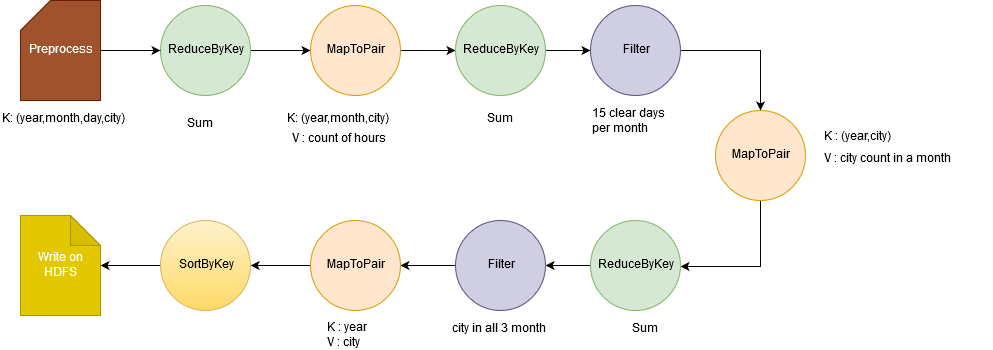 Preprocess
ReduceByKey
MapToPair
ReduceByKey
Filter
K: (year,month,day,city)
Sum
K: (year,month,city)
V : count of hours
Sum
15 clear days
per month
MapToPair
K : (year,city)
V : city count in a month
Write on
HDFS
SortByKey
MapToPair
Filter
ReduceByKey
K : year
V : city
city in all 3 month
Sum